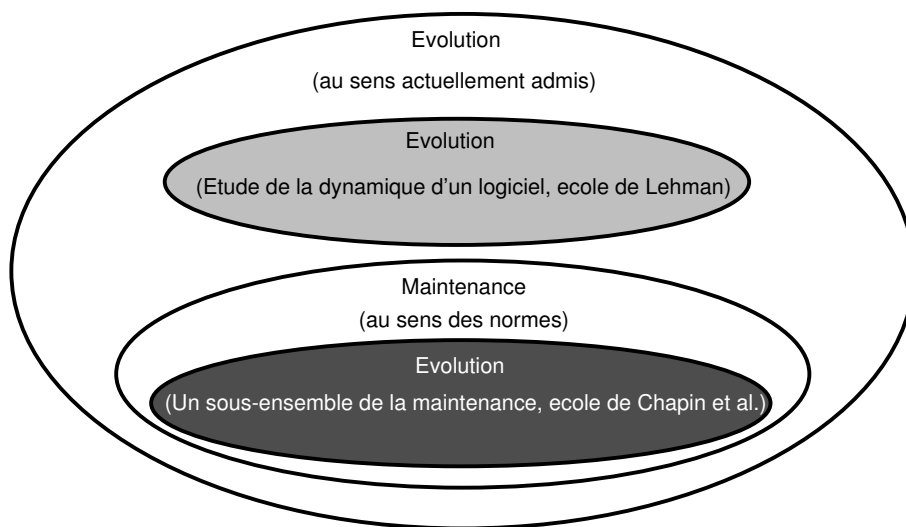 Evolution
(au sens actuellement admis)
Evolution
(Etude de la dynamique d'un logiciel, ecole de Lehman)
Maintenance
(au sens des normes)
Evolution
(Un sous-ensemble de la maintenance, ecole de Chapin et al.)